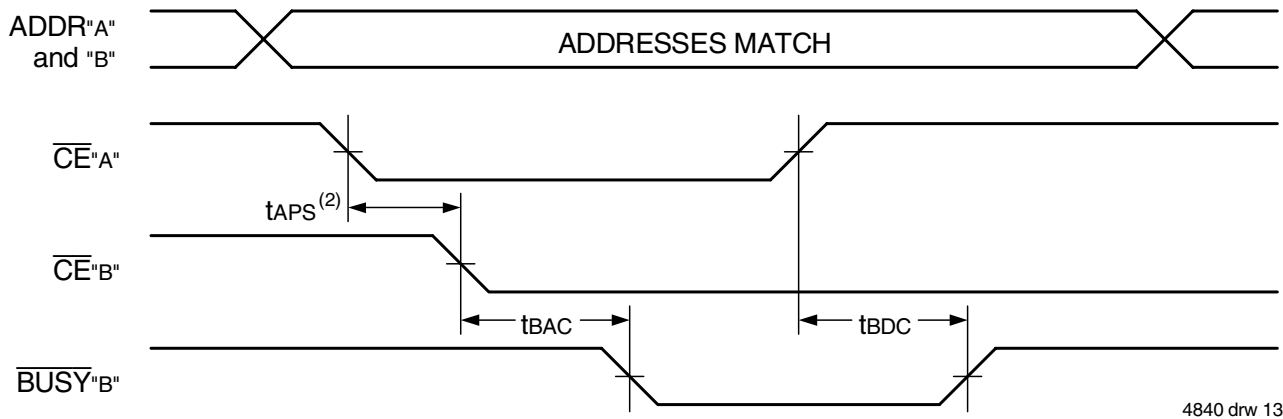 ADDR"A"
and "B"
ADDRESSES MATCH
CE"A"
tAPS(2)
CE"B"
tBAC
tBDC
BUSY"B"
4840 drw 13